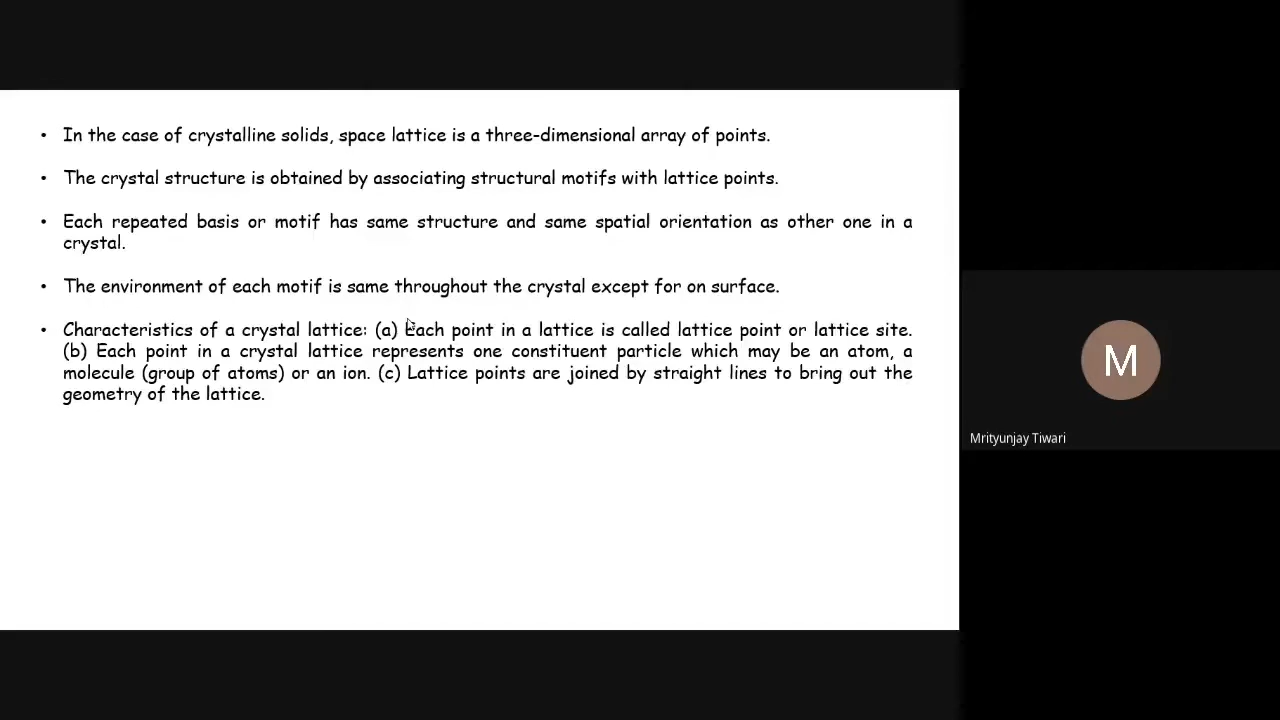 • In the case of crystalline solids, space lattice is a three-dimensional array of points.
• The crystal structure is obtained by associating structural motifs with lattice points.
• Each repeated basis or motif has same structure and same spatial orientation as other one in a
crystal.
• The environment of each motif is same throughout the crystal except for on surface.
• Characteristics of a crystal lattice: (a) Each point in a lattice is called lattice point or lattice site.
(b) Each point in a crystal lattice represents one constituent particle which may be an atom, a
molecule (group of atoms) or an ion. (c) Lattice points are joined by straight lines to bring out the
geometry of the lattice.
M
Mrityunjay Tiwari